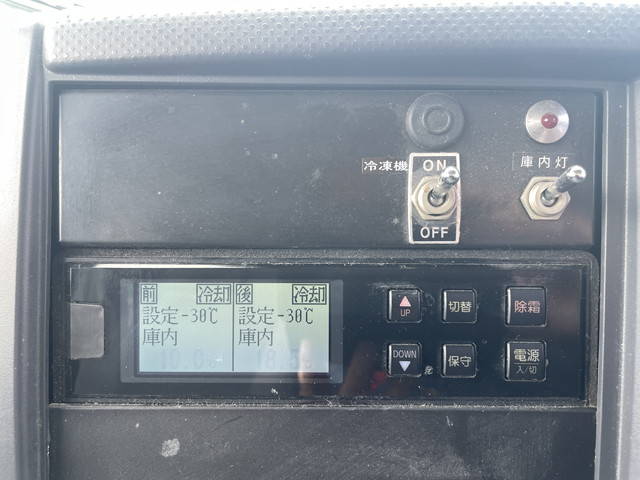 冷凍機
ON
OFF
庫内灯
前 冷却 後 冷却
設定-30℃ 設定-30℃
庫内 庫内
UP
切替
除霜
DOWN
保守
電源
入/切